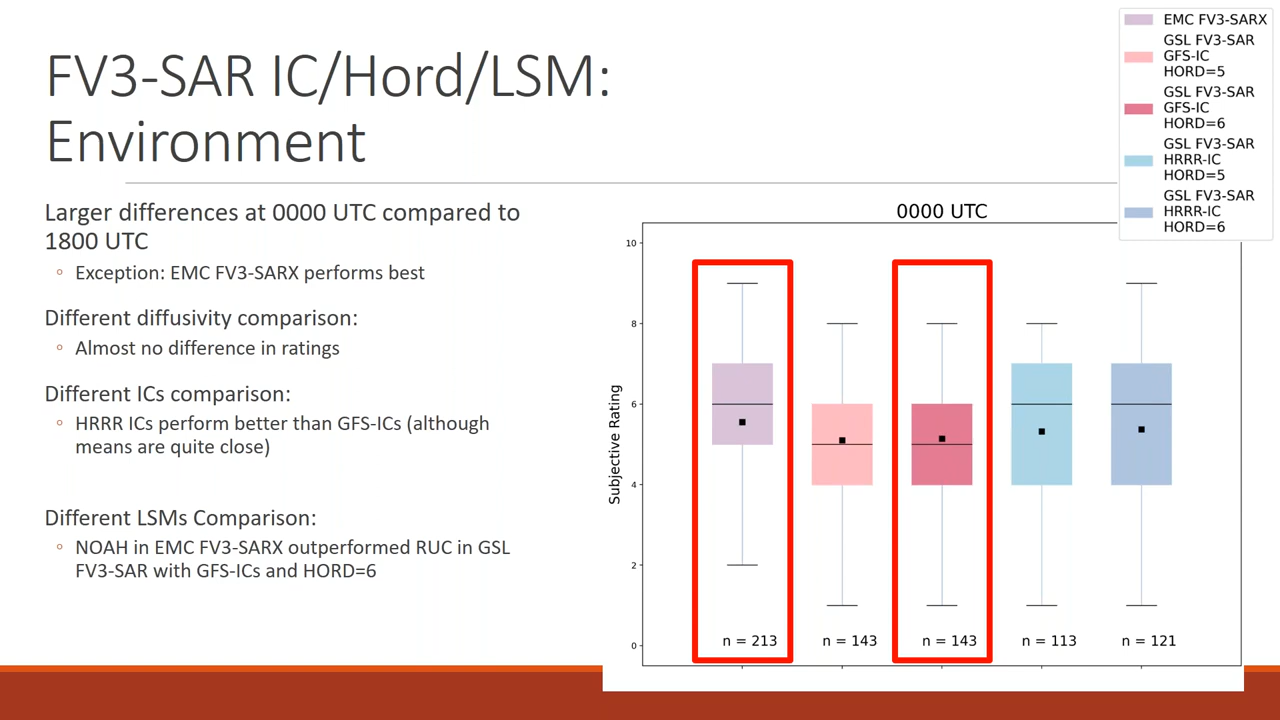 FV3-SAR IC/Hord/LSM:
Environment
Larger differences at 0000 UTC compared to
1800 UTC
◦ Exception: EMC FV3-SARX performs best
Different diffusivity comparison:
◦ Almost no difference in ratings
Different ICs comparison:
◦ HRRR ICs perform better than GFS-ICs (although
means are quite close)
Different LSMs Comparison:
◦ NOAH in EMC FV3-SARX outperformed RUC in GSL
FV3-SAR with GFS-ICs and HORD=6
EMC FV3-SARX
GSL FV3-SAR
GFS-IC
HORD=5
GSL FV3-SAR
GFS-IC
HORD=6
GSL FV3-SAR
HRRR-IC
HORD=5
GSL FV3-SAR
HRRR-IC
HORD=6
0000 UTC
Subjective Rating
10
8
6
4
2
0
n = 213
n = 143
n = 143
n = 113
n = 121